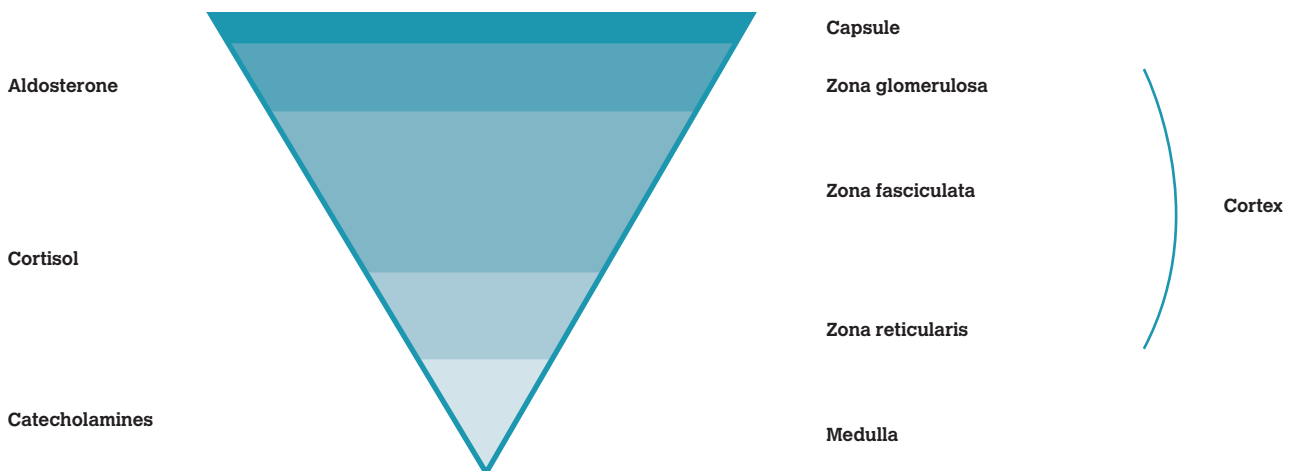 Capsule
Aldosterone
Zona glomerulosa
Zona fasciculata
Cortex
Cortisol
Zona reticularis
Catecholamines
Medulla